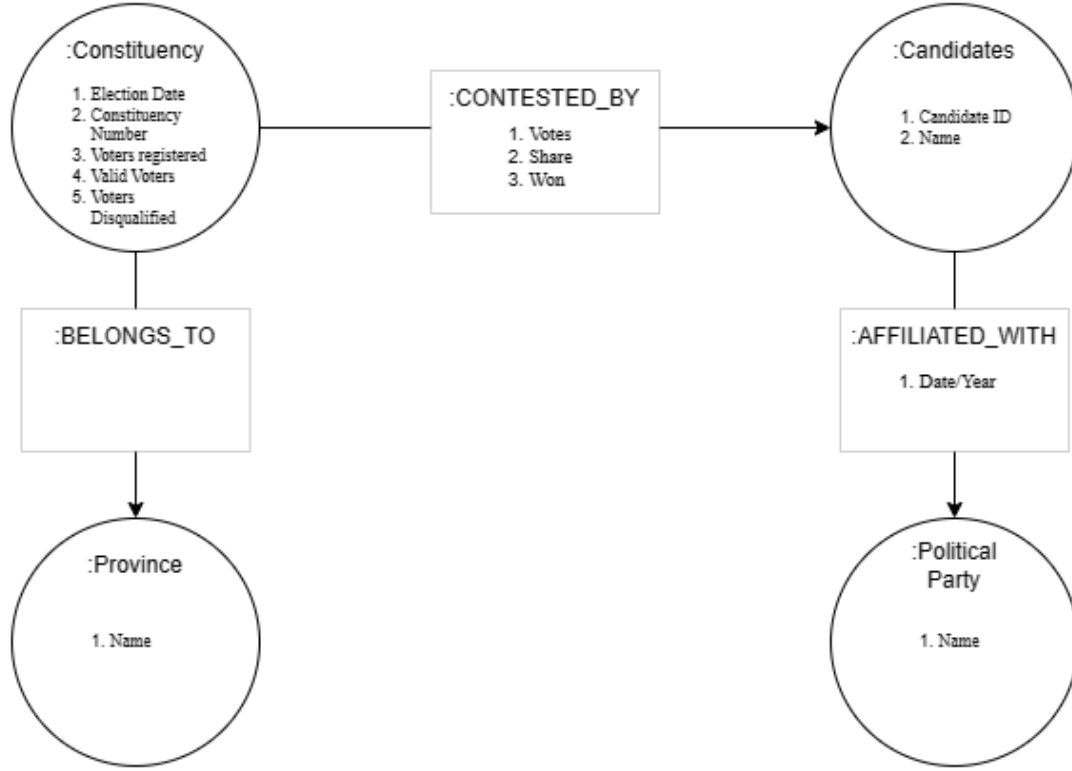 :Constituency
1. Election Date
2. Constituency
Number
3. Voters registered
4. Valid Voters
5. Voters
Disqualified
:CONTESTED_BY
1. Votes
2. Share
3. Won
:Candidates
1. Candidate ID
2. Name
:BELONGS_TO
:AFFILIATED_WITH
1. Date/Year
:Province
1. Name
:Political
Party
1. Name